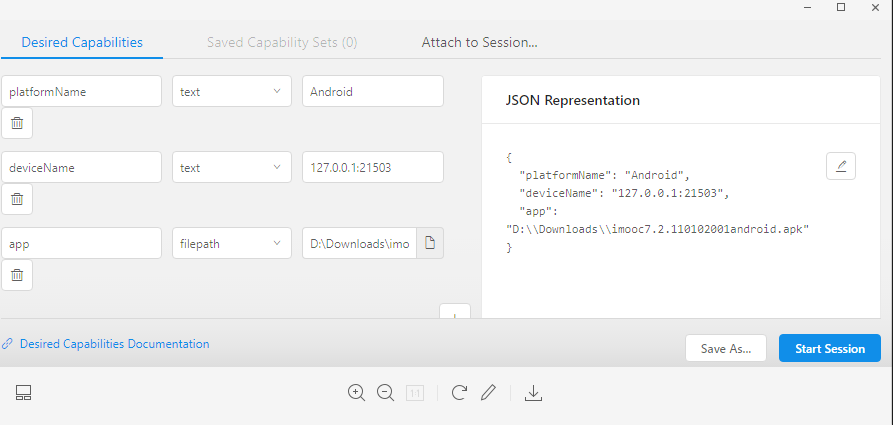 Desired Capabilities
Saved Capability Sets (0)
Attach to Session...
platformName
text
Android
deviceName
text
127.0.0.1:21503
app
filepath
D:\Downloads\imo
JSON Representation
{
"platformName": "Android",
"deviceName": "127.0.0.1:21503",
"app":
"D:\\Downloads\\imooc7.2.110102001android.apk"
}
Desired Capabilities Documentation
Save As...
Start Session
1:1